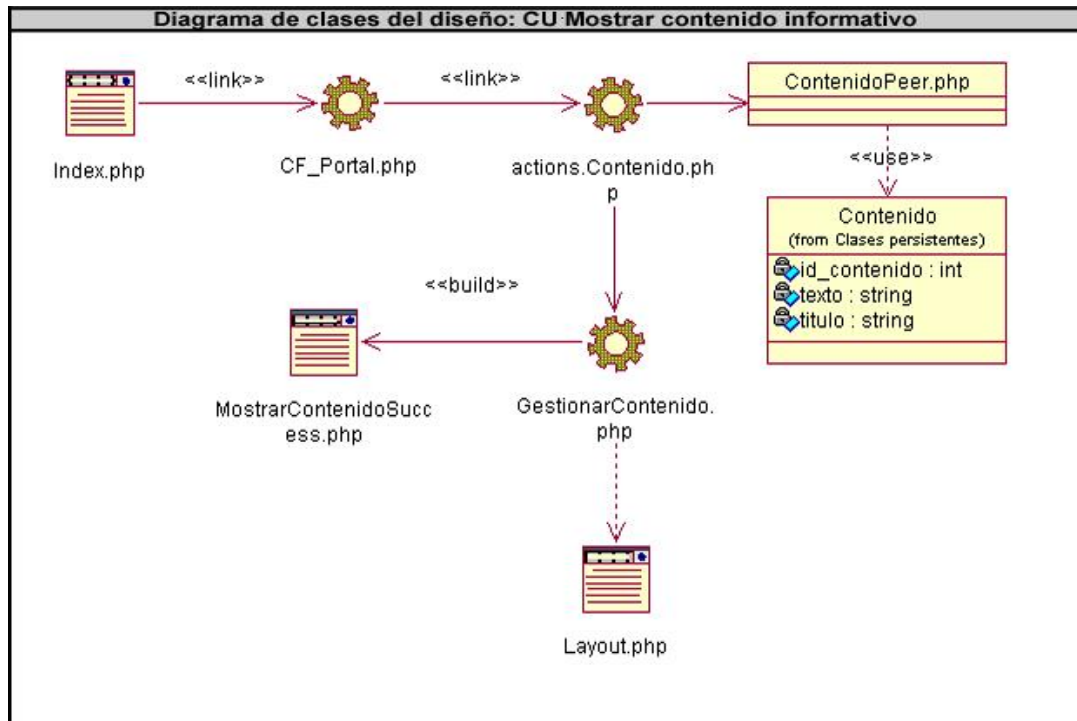 Diagrama de clases del diseño: CU Mostrar contenido informativo
<<link>>
<<link>>
ContenidoPeer.php
Index.php
CF_Portal.php
actions.Contenido.ph
p
<<use>>
Contenido
(from Clases persistentes)
id_contenido : int
texto : string
titulo : string
<<build>>
MostrarContenidoSucc
ess.php
GestionarContenido.
php
Layout.php